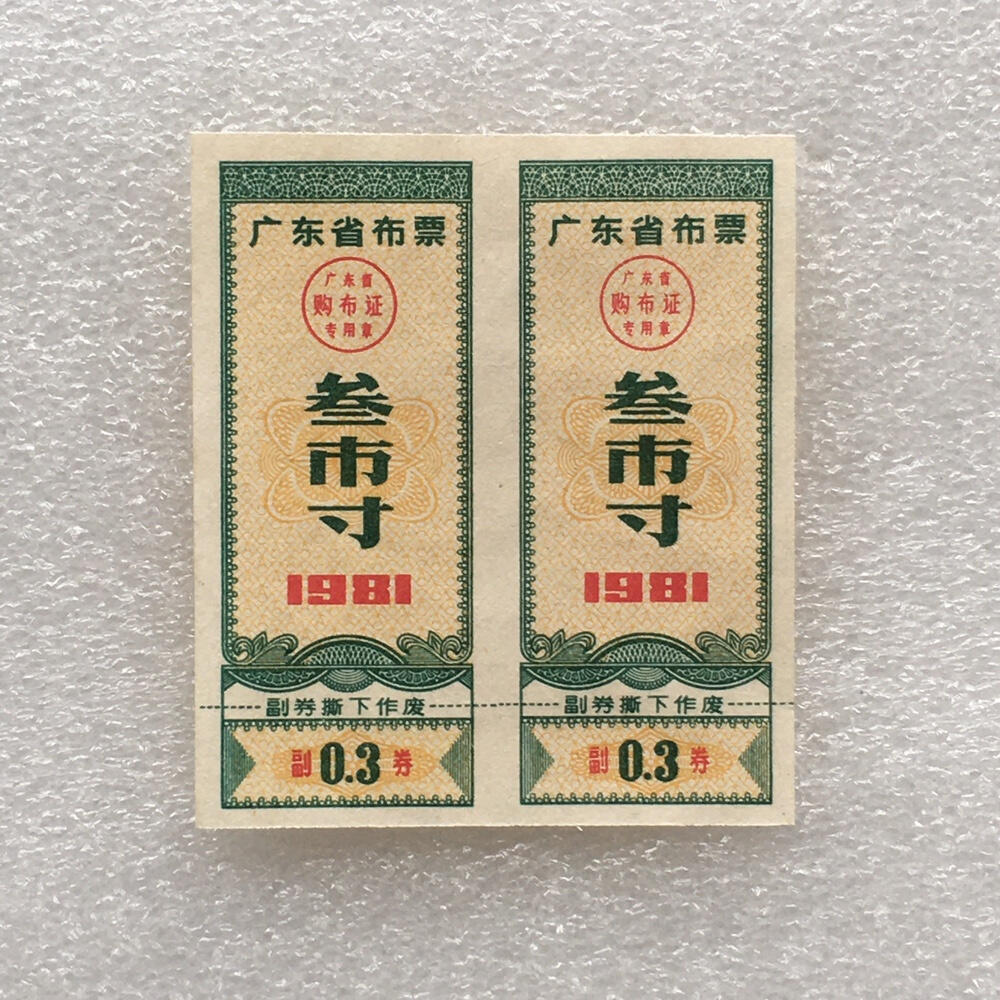 广东省布票
广东省
购布证
专用章
叁市寸
1981
副券撕下作废
副 0.3 券
广东省布票
广东省
购布证
专用章
叁市寸
1981
副券撕下作废
副 0.3 券